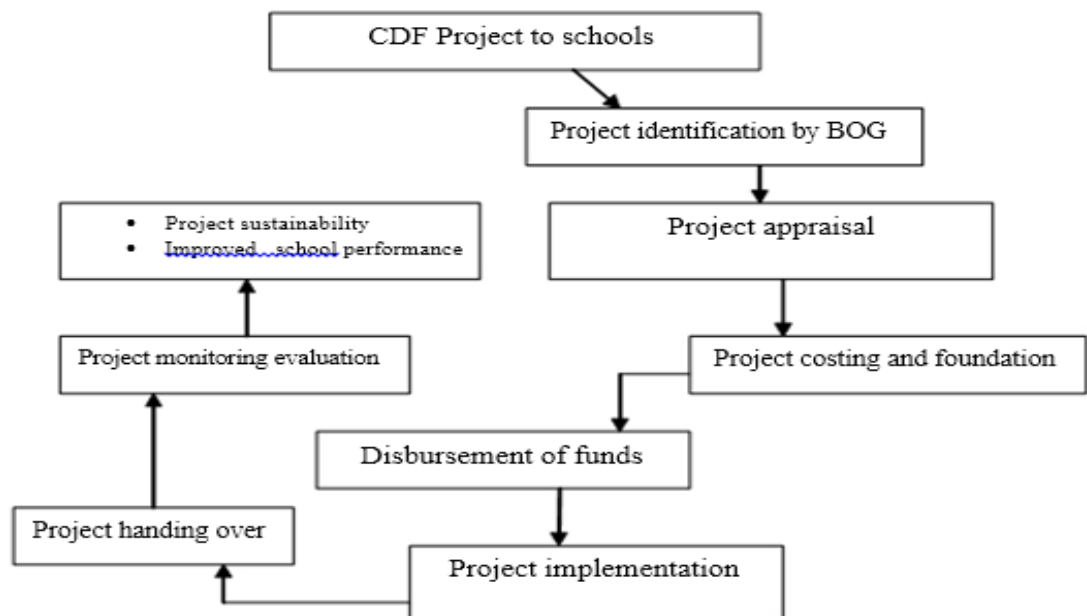 CDF Project to schools
Project identification by BOG
Project appraisal
• Project sustainability
• Improved school performance
Project monitoring evaluation
Project costing and foundation
Disbursement of funds
Project handing over
Project implementation